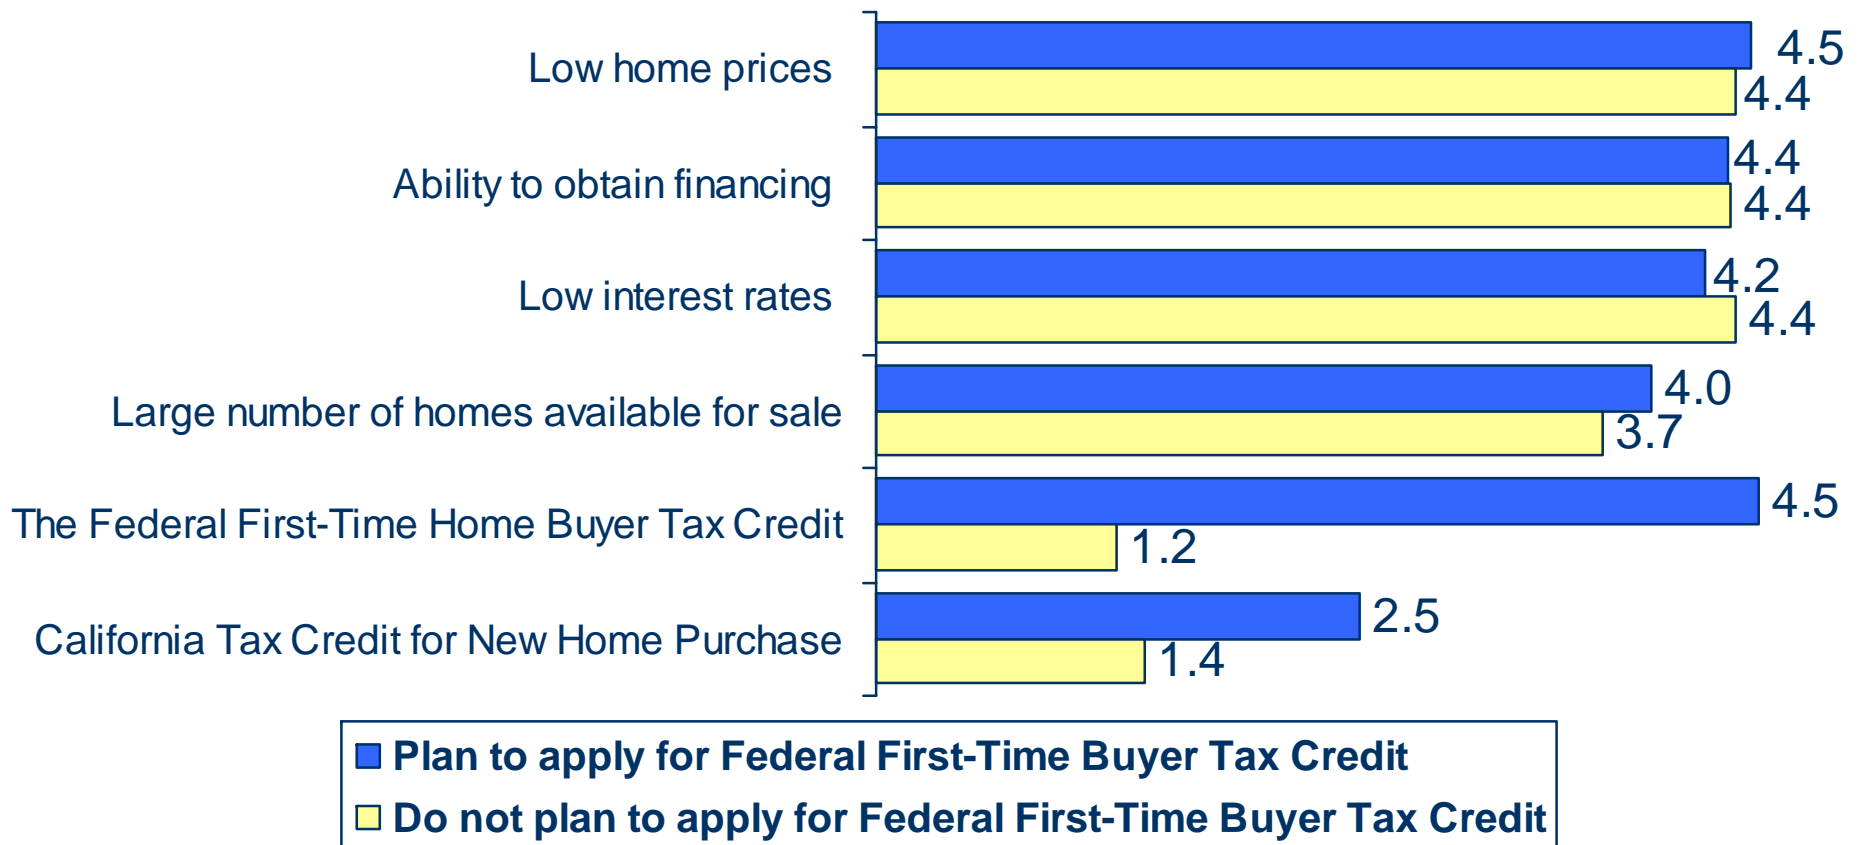 Low home prices
4.5
4.4
Ability to obtain financing
4.4
4.4
Low interest rates
4.2
4.4
Large number of homes available for sale
4.0
3.7
The Federal First-Time Home Buyer Tax Credit
4.5
1.2
California Tax Credit for New Home Purchase
2.5
1.4
Plan to apply for Federal First-Time Buyer Tax Credit
Do not plan to apply for Federal First-Time Buyer Tax Credit